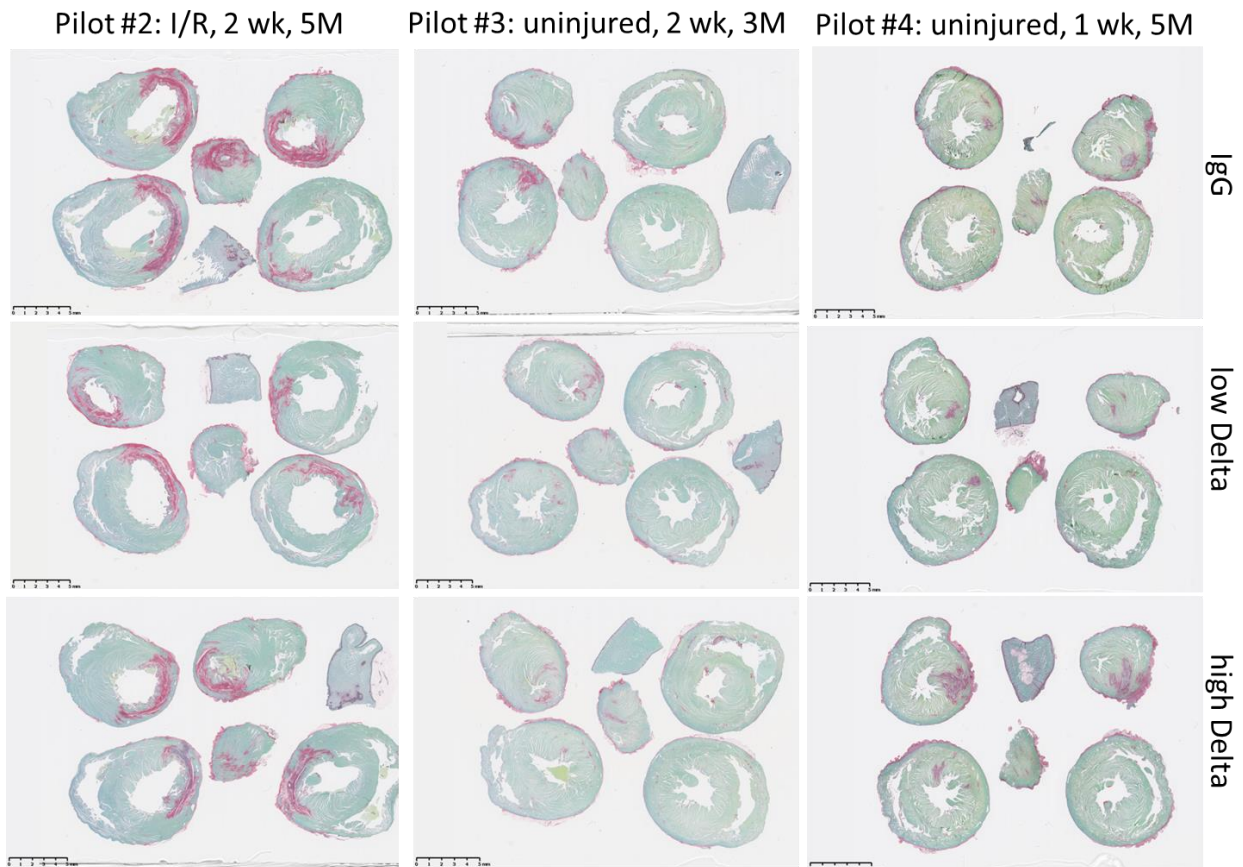 Pilot #2: I/R, 2 wk, 5M
Pilot #3: uninjured, 2 wk, 3M
Pilot #4: uninjured, 1 wk, 5M
IgG
low Delta
high Delta